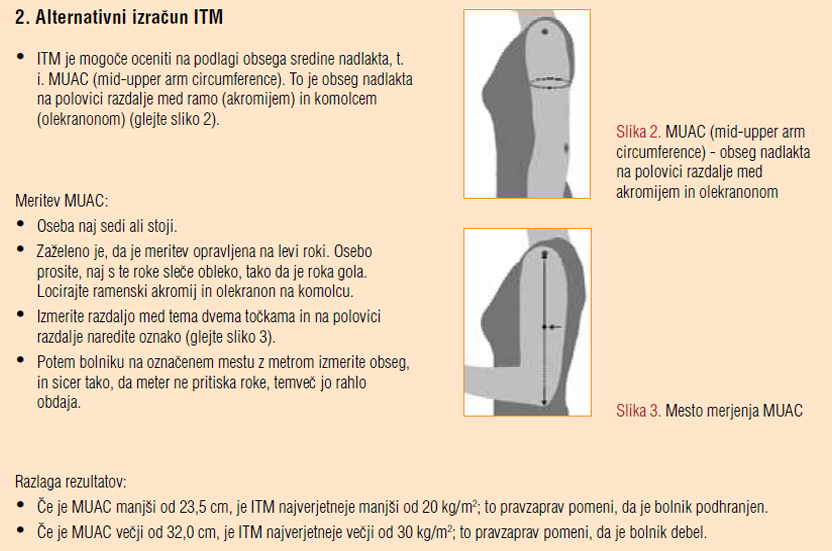 2. Alternativni izračun ITM
• ITM je mogoče oceniti na podlagi obsega sredine nadlakta, t.
i. MUAC (mid-upper arm circumference). To je obseg nadlakta
na polovici razdalje med ramo (akromijem) in komolcem
(olekranonom) (glejte sliko 2).
Slika 2. MUAC (mid-upper arm
circumference) - obseg nadlakta
na polovici razdalje med
akromijem in olekranonom
Meritev MUAC:
• Oseba naj sedi ali stoji.
• Zaželeno je, da je meritev opravljena na levi roki. Osebo
prosite, naj s te roke sleče obleko, tako da je roka gola.
Locirajte ramenski akromij in olekranon na komolcu.
• Izmerite razdaljo med tema dvema točkama in na polovici
razdalje naredite oznako (glejte sliko 3).
• Potem bolniku na označenem mestu z metrom izmerite obseg,
in sicer tako, da meter ne pritiska roke, temveč jo rahlo
obdaja.
Slika 3. Mesto merjenja MUAC
Razlaga rezultatov:
• Če je MUAC manjši od 23,5 cm, je ITM najverjetneje manjši od 20 kg/m²; to pravzaprav pomeni, da je bolnik podhranjen.
• Če je MUAC večji od 32,0 cm, je ITM najverjetneje večji od 30 kg/m²; to pravzaprav pomeni, da je bolnik debel.